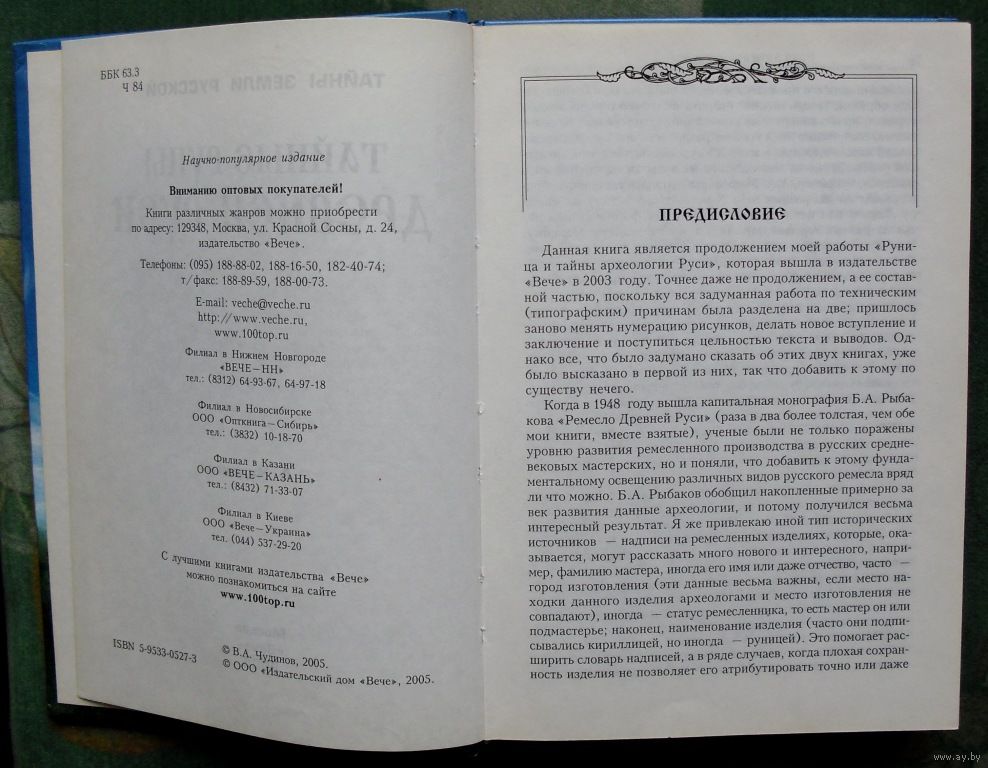 ББК 63.3
Ч 84
Научно-популярное издание
Вниманию оптовых покупателей!
Книги различных жанров можно приобрести
по адресу: 129348, Москва, ул. Красной Сосны, д. 24,
издательство «Вече».
Телефоны: (095) 188-88-02, 188-16-50, 182-40-74;
т/факс: 188-89-59, 188-00-73.
E-mail: veche@veche.ru
http://www.veche.ru,
www.100top.ru
Филиал в Нижнем Новгороде
«ВЕЧЕ—НН»
тел.: (8312) 64-93-67, 64-97-18
Филиал в Новосибирске
ООО «Опткнига—Сибирь»
тел.: (3832) 10-18-70
Филиал в Казани
ООО «ВЕЧЕ—КАЗАНЬ»
тел.: (8432) 71-33-07
Филиал в Киеве
ООО «Вече—Украина»
тел. (044) 537-29-20
С лучшими книгами издательства «Вече»
можно познакомиться на сайте
www.100top.ru
ISBN 5-9533-0527-3
© В.А. Чудинов, 2005.
© ООО «Издательский дом «Вече», 2005.
ПРЕДИСЛОВИЕ
Данная книга является продолжением моей работы «Руни-
ца и тайны археологии Руси», которая вышла в издательстве
«Вече» в 2003 году. Точнее даже не продолжением, а ее состав-
ной частью, поскольку вся задуманная работа по техническим
(типографским) причинам была разделена на две; пришлось
заново менять нумерацию рисунков, делать новое вступление и
заключение и поступиться цельностью текста и выводов. Од-
нако все, что было задумано сказать об этих двух книгах, уже
было высказано в первой из них, так что добавить к этому по
существу нечего.
Когда в 1948 году вышла капитальная монография Б.А. Рыба-
кова «Ремесло Древней Руси» (раза в два более толстая, чем обе
мои книги, вместе взятые), ученые были не только поражены
уровню развития ремесленного производства в русских средне-
вековых мастерских, но и поняли, что добавить к этому фунда-
ментальному освещению различных видов русского ремесла вряд
ли что можно. Б.А. Рыбаков обобщил накопленные примерно за
век развития данные археологии, и потому получился весьма
интересный результат. Я же привлекаю иной тип исторических
источников — надписи на ремесленных изделиях, которые, ока-
зывается, могут рассказать много нового и интересного, напри-
мер, фамилию мастера, иногда его имя или даже отчество, часто —
город изготовления (эти данные весьма важны, если место на-
ходки данного изделия археологами и место изготовления не
совпадают), иногда — статус ремесленника, то есть мастер он или
подмастерье; наконец, наименование изделия (часто они подпи-
сывались кириллицей, но иногда — руницей). Это помогает рас-
ширить словарь надписей, а в ряде случаев, когда плохая сохран-
ность изделия не позволяет его атрибутировать точно или даже
www.ay.by